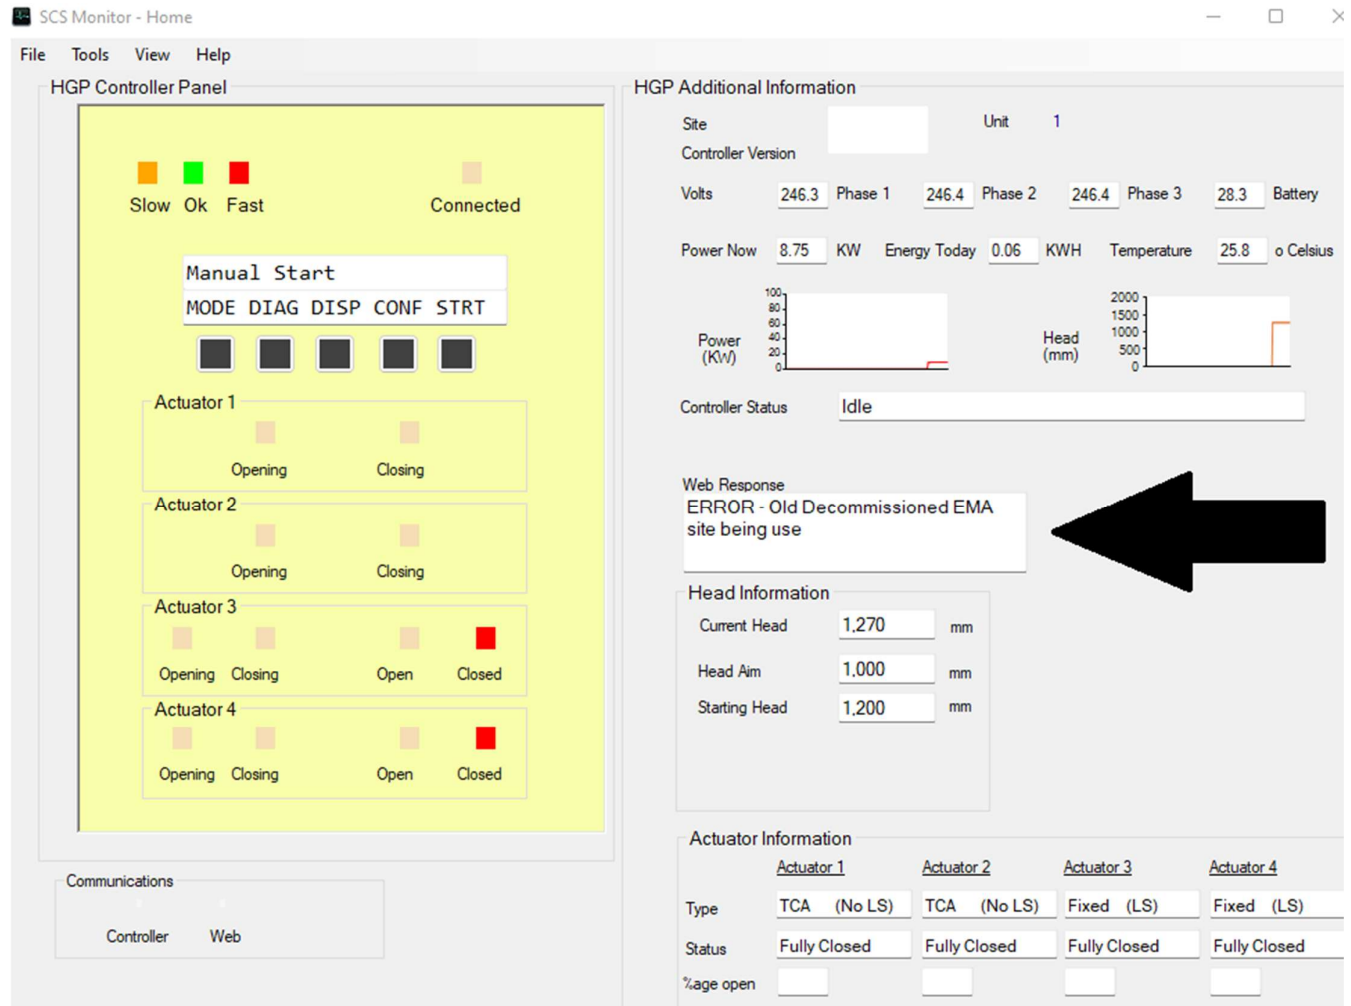 SCS Monitor - Home
File Tools View Help
HGP Controller Panel
Slow Ok Fast Connected
Manual Start
MODE DIAG DISP CONF STRT
Actuator 1
Opening Closing
Actuator 2
Opening Closing
Actuator 3
Opening Closing Open Closed
Actuator 4
Opening Closing Open Closed
Communications
Controller Web
HGP Additional Information
Site Unit 1
Controller Version
Volts 246.3 Phase 1 246.4 Phase 2 246.4 Phase 3 28.3 Battery
Power Now 8.75 KW Energy Today 0.06 KWH Temperature 25.8 o Celsius
Power
(KW)
100
80
60
40
20
0
Head
(mm)
2000
1500
1000
500
0
Controller Status Idle
Web Response
ERROR - Old Decommissioned EMA
site being use
Head Information
Current Head 1,270 mm
Head Aim 1,000 mm
Starting Head 1,200 mm
Actuator Information
Actuator 1 Actuator 2 Actuator 3 Actuator 4
Type TCA (No LS) TCA (No LS) Fixed (LS) Fixed (LS)
Status Fully Closed Fully Closed Fully Closed Fully Closed
%age open